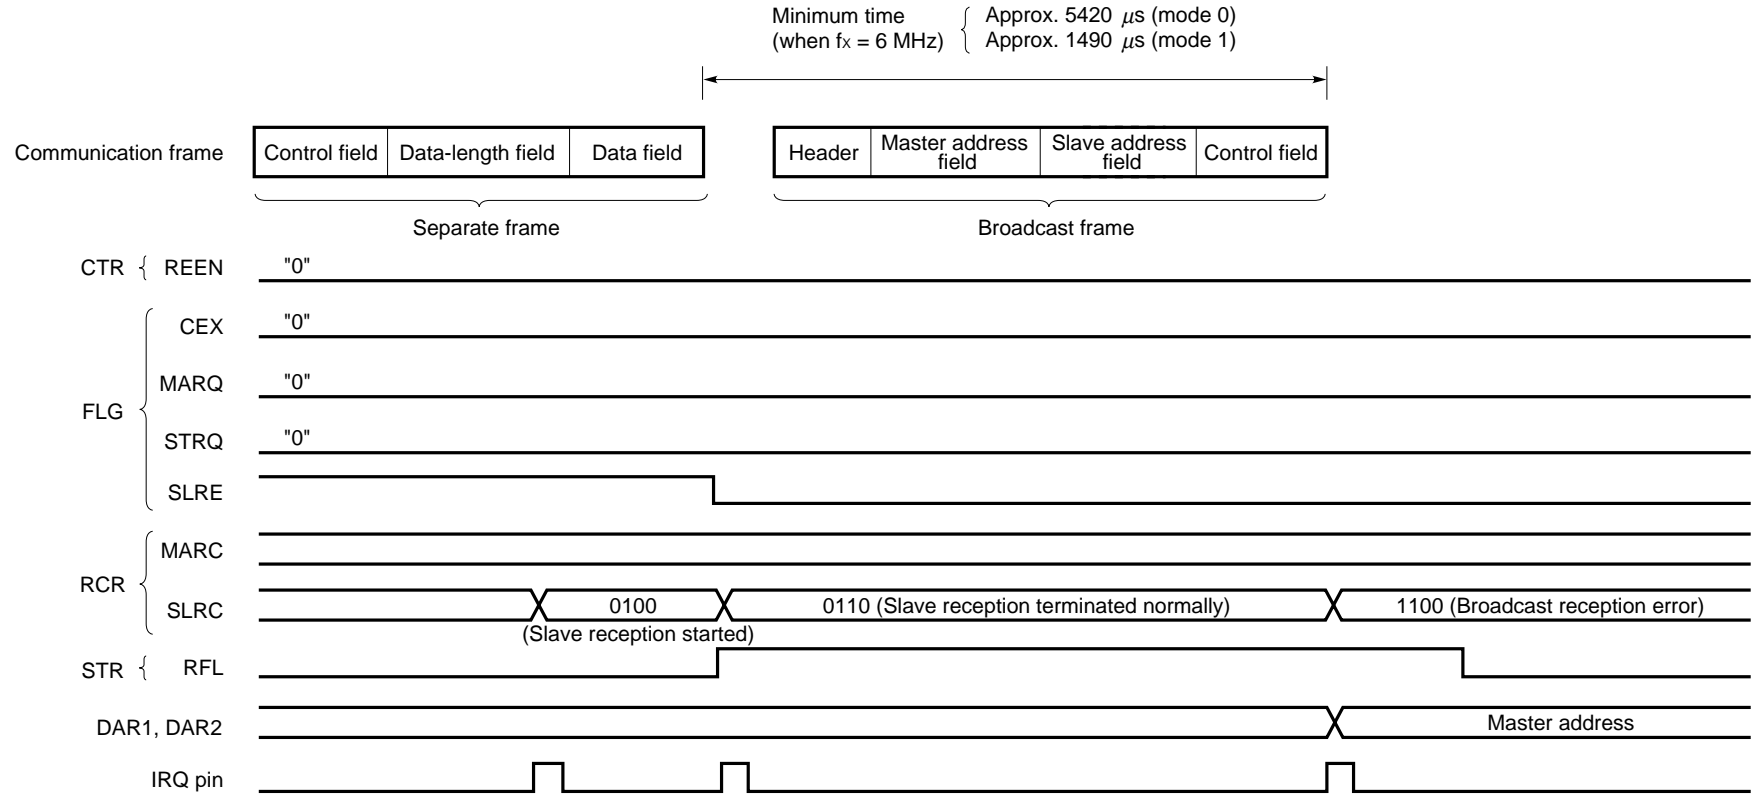 Minimum time
(when fx = 6 MHz)
Approx. 5420 μs (mode 0)
Approx. 1490 μs (mode 1)
Communication frame
Control field
Data-length field
Data field
Header
Master address
field
Slave address
field
Control field
Separate frame
Broadcast frame
CTR { REEN "0"
FLG
CEX "0"
MARQ "0"
STRQ "0"
SLRE
RCR
MARC
SLRC
0100
(Slave reception started)
0110 (Slave reception terminated normally)
1100 (Broadcast reception error)
STR { RFL
DAR1, DAR2
Master address
IRQ pin